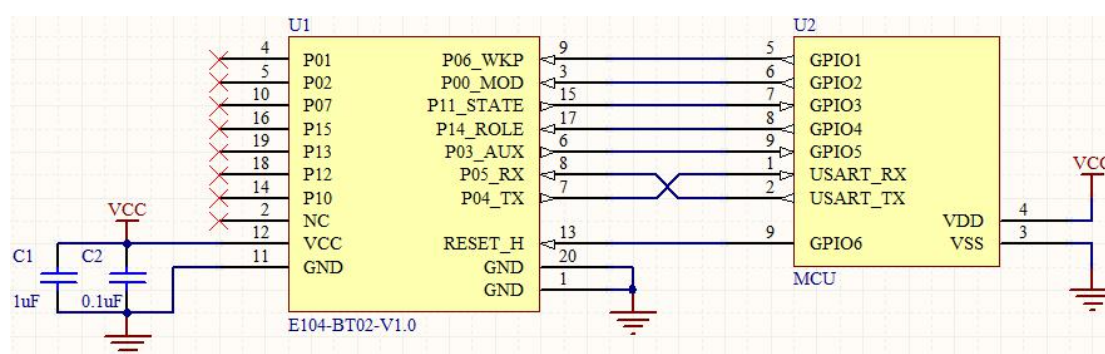 U1
U2
4 P01 P06_WKP 9 5 GPIO1
5 P02 P00_MOD 3 6 GPIO2
10 P07 P11_STATE 15 7 GPIO3
16 P15 P14_ROLE 17 8 GPIO4
19 P13 P03_AUX 6 9 GPIO5
18 P12 P05_RX 8 1 USART_RX
14 P10 P04_TX 7 2 USART_TX
VCC
2 NC
VCC
VDD 4
12 VCC RESET_H 13 9 GPIO6 VSS 3
C1 C2 11 GND GND 20
GND 1
MCU
1uF 0.1uF
E104-BT02-V1.0